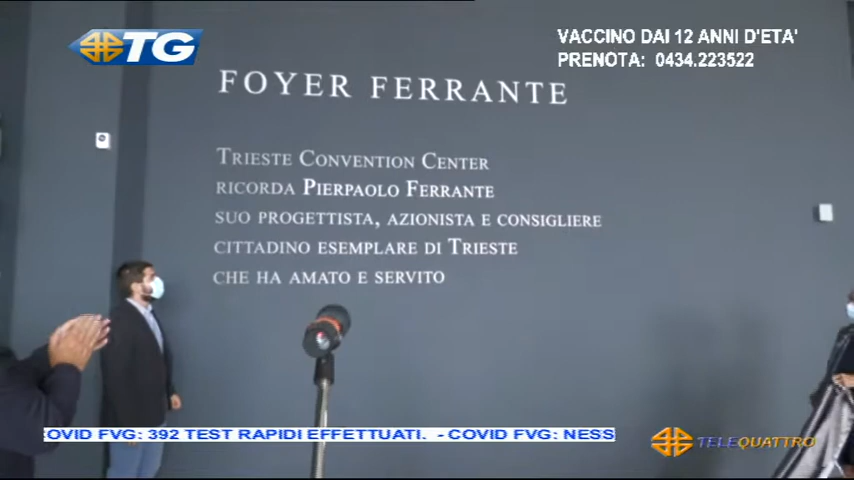 TG
VACCINO DAI 12 ANNI D'ETA'
PRENOTA: 0434.223522
FOYER FERRANTE
TRIESTE CONVENTION CENTER
RICORDA PIERPAOLO FERRANTE
SUO PROGETTISTA, AZIONISTA E CONSIGLIERE
CITTADINO ESEMPLARE DI TRIESTE
CHE HA AMATO E SERVITO
OVID FVG: 392 TEST RAPIDI EFFETTUATI. - COVID FVG: NESS
TELEQUATTRO